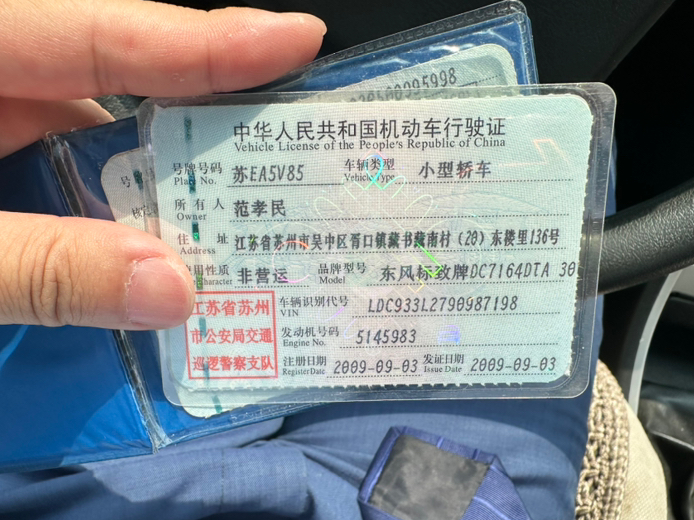 95998
中华人民共和国机动车行驶证
Vehicle License of the People's Republic of China
号牌号码 Plate No. 苏EA5V85 车辆类型 Vehicle Type 小型轿车
所有人 Owner 范孝民
住址 Address 江苏省苏州市吴中区胥口镇藏书藏南村（20）东楼里136号
用性质 Character 非营运 品牌型号 Model 东风标致牌DC7164DTA 30
江苏省苏州
市公安局交通
巡逻警察支队
车辆识别代号 VIN LDC933L2790987198
发动机号码 Engine No. 5145983
注册日期 Register Date 2009-09-03 发证日期 Issue Date 2009-09-03